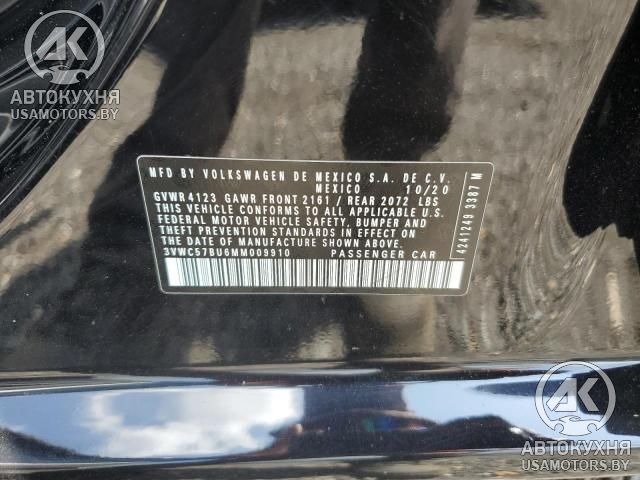 АК
АВТОКУХНЯ
USAMOTORS.BY
MFD BY VOLKSWAGEN DE MEXICO S.A. DE C.V.
MEXICO 10/20
GVWR 4123 GAWR FRONT 2161 / REAR 2072 LBS
THIS VEHICLE CONFORMS TO ALL APPLICABLE U.S.
FEDERAL MOTOR VEHICLE SAFETY, BUMPER AND
THEFT PREVENTION STANDARDS IN EFFECT ON
DATE OF MANUFACTURE SHOWN ABOVE.
3VWC57BU6MM009910 PASSENGER CAR
4241249 3387 M
АК
АВТОКУХНЯ
USAMOTORS.BY